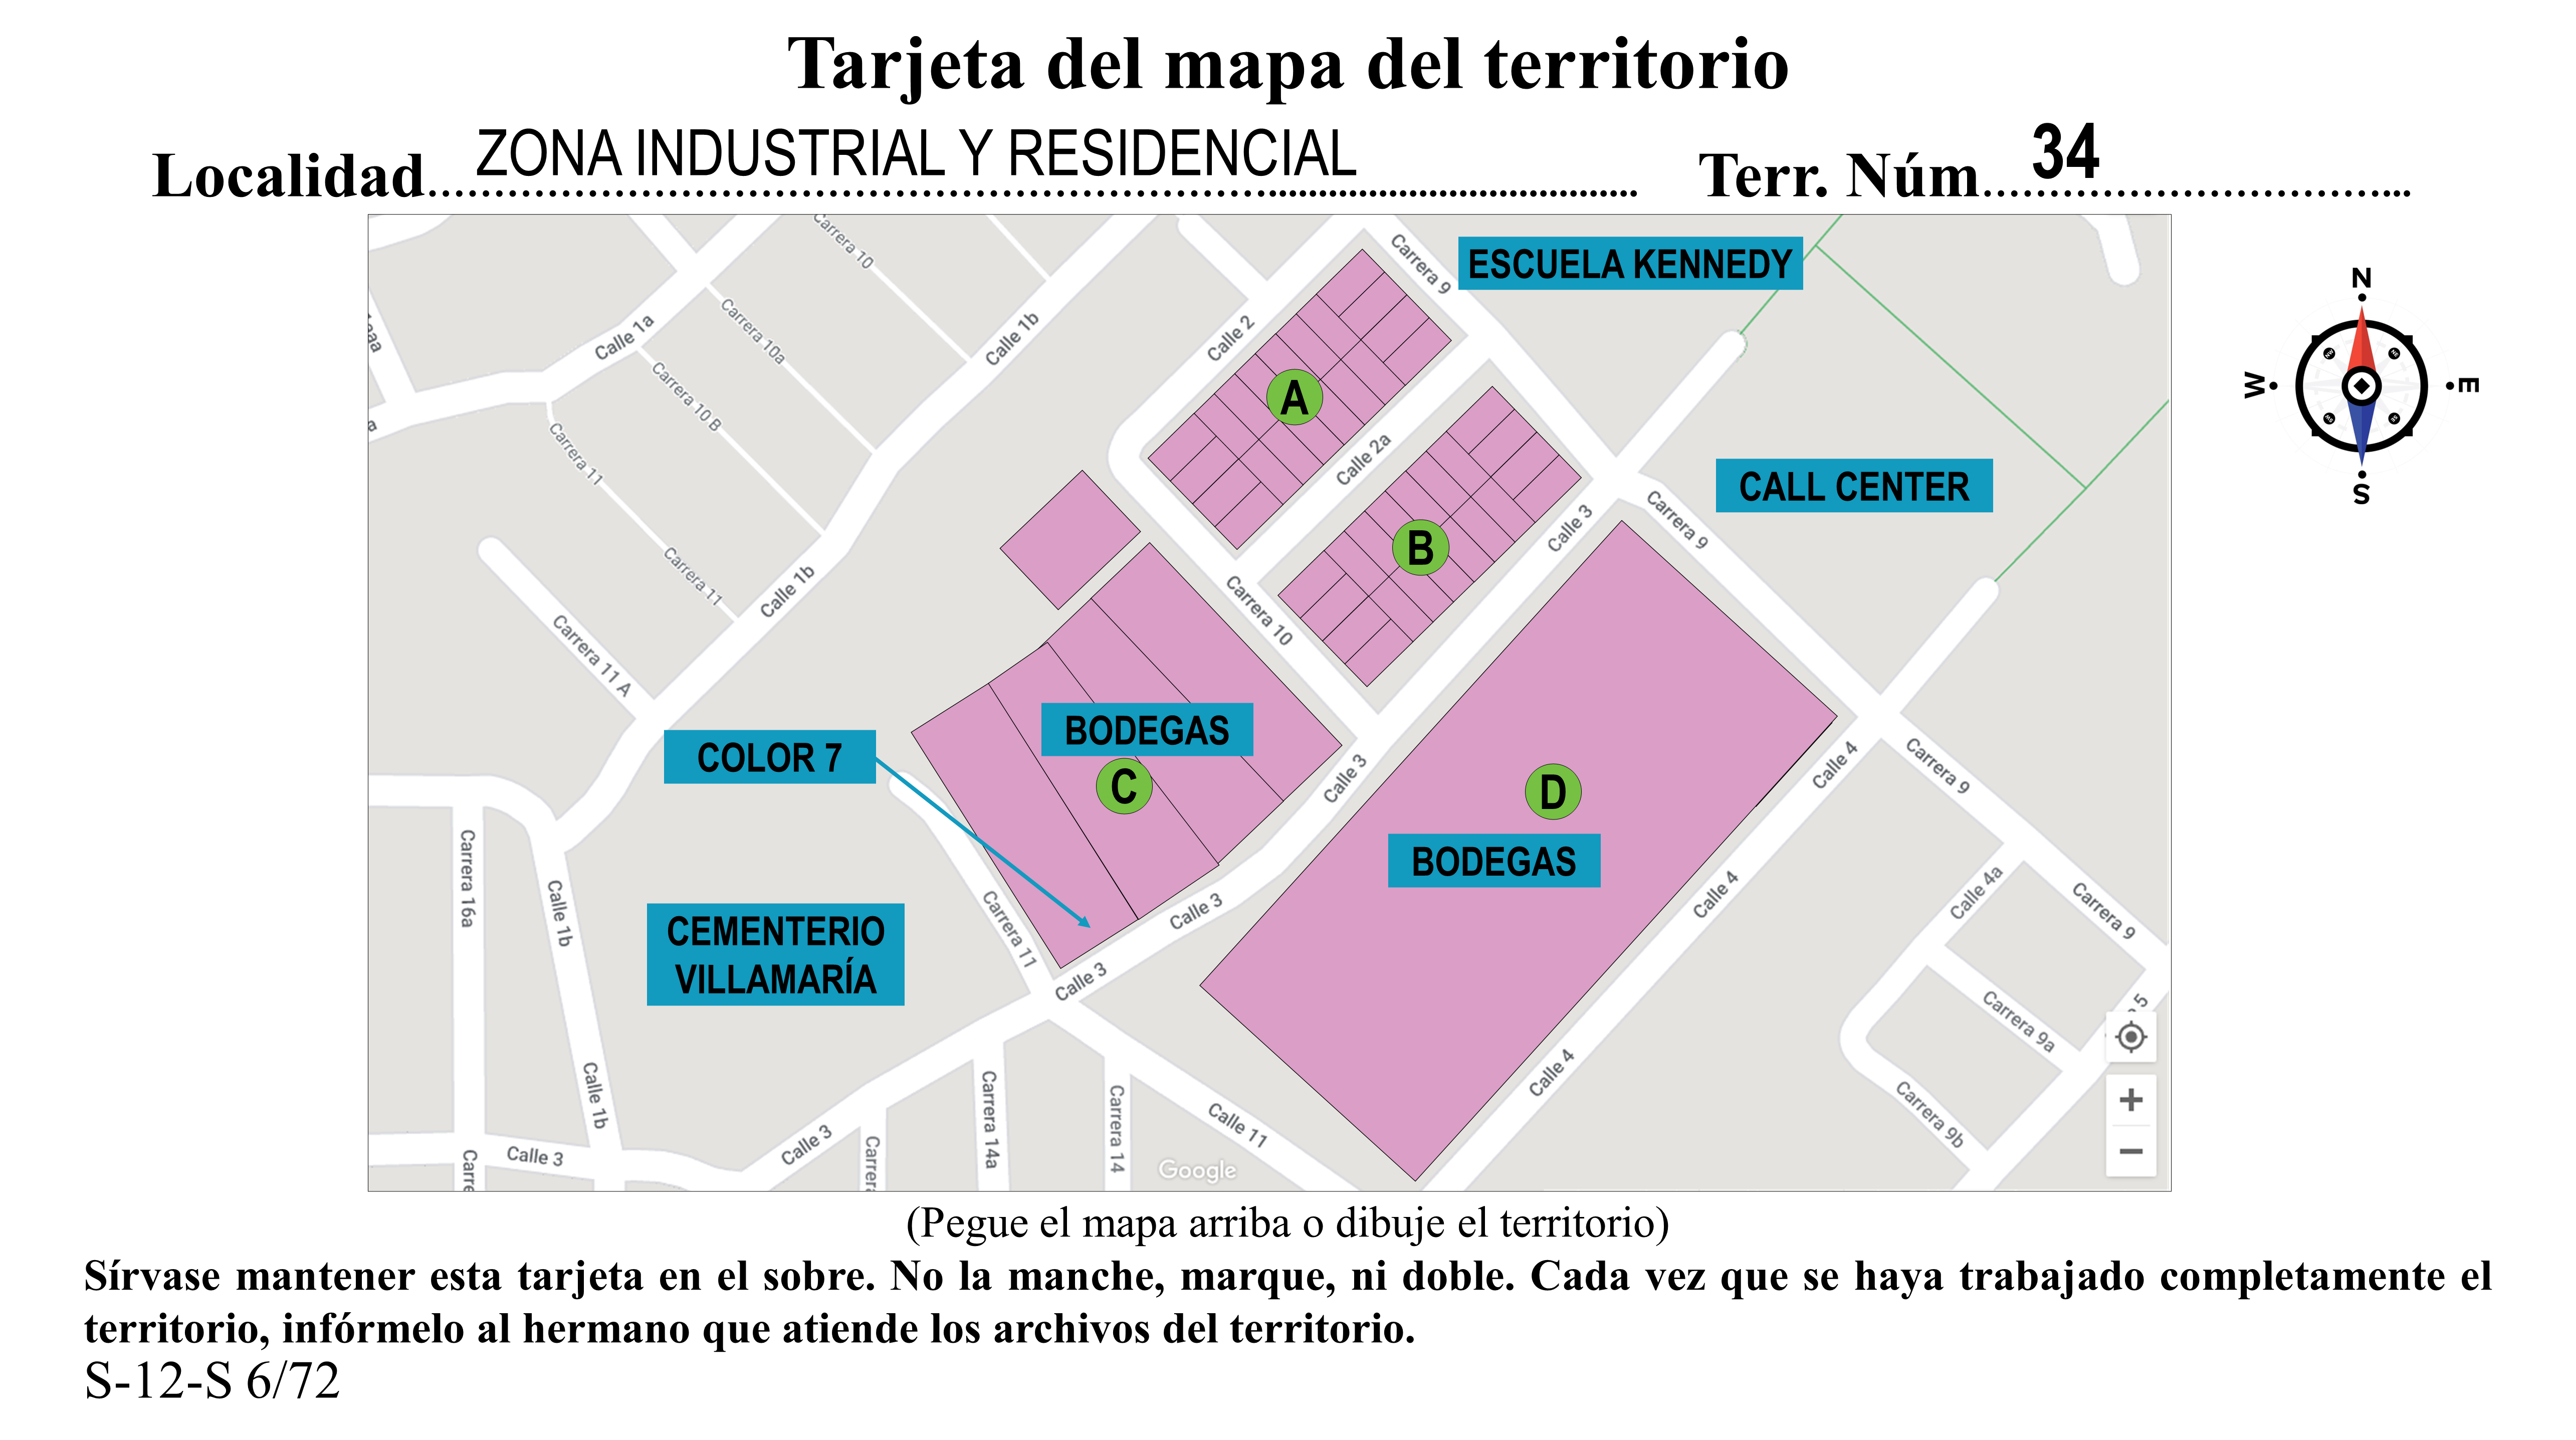 Tarjeta del mapa del territorio
Localidad ZONA INDUSTRIAL Y RESIDENCIAL Terr. Núm 34
Carrera 10
Carrera 9
ESCUELA KENNEDY
N
Calle 1a
Carrera 10a
Calle 1b
Calle 2
W
E
A
Carrera 10 B
Carrera 11
Calle 2a
CALL CENTER
S
Carrera 9
Calle 3
B
Carrera 11
Calle 1b
Carrera 10
Carrera 11 A
BODEGAS
COLOR 7
C
Calle 3
D
Calle 4
Carrera 9
BODEGAS
Carrera 16a
Calle 1b
CEMENTERIO
VILLAMARÍA
Carrera 11
Calle 3
Calle 4
Calle 4a
Carrera 9
Calle 3
5
Carrera 9a
Calle 1b
Calle 4
Carrera 14a
Carrera 14
Calle 11
Carrera 9b
Calle 3
Calle 3
Google
+
−
(Pegue el mapa arriba o dibuje el territorio)
Sírvase mantener esta tarjeta en el sobre. No la manche, marque, ni doble. Cada vez que se haya trabajado completamente el
territorio, infórmelo al hermano que atiende los archivos del territorio.
S-12-S 6/72